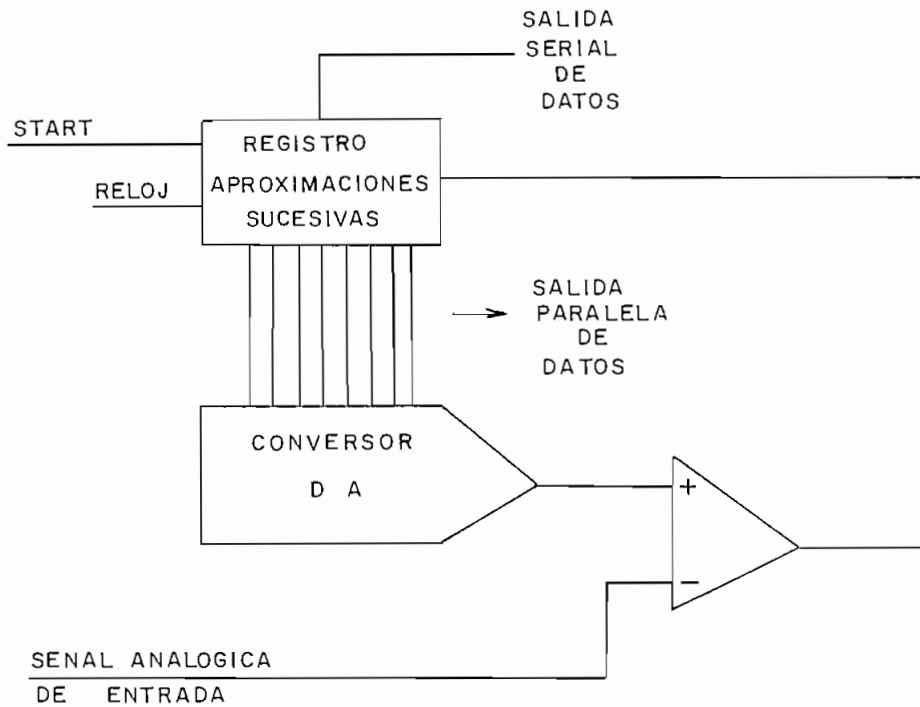 SALIDA
SERIAL
DE
DATOS
START
REGISTRO
RELOJ
APROXIMACIONES
SUCESIVAS
SALIDA
PARALELA
DE
DATOS
CONVERSOR
D A
+
−
SENAL ANALOGICA
DE ENTRADA